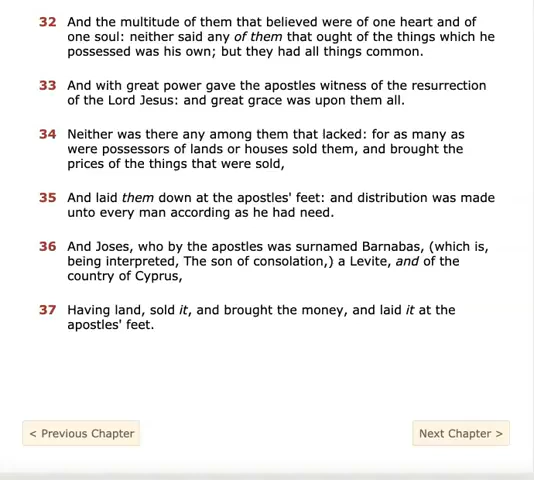 32 And the multitude of them that believed were of one heart and of
one soul: neither said any of them that ought of the things which he
possessed was his own; but they had all things common.
33 And with great power gave the apostles witness of the resurrection
of the Lord Jesus: and great grace was upon them all.
34 Neither was there any among them that lacked: for as many as
were possessors of lands or houses sold them, and brought the
prices of the things that were sold,
35 And laid them down at the apostles' feet: and distribution was made
unto every man according as he had need.
36 And Joses, who by the apostles was surnamed Barnabas, (which is,
being interpreted, The son of consolation,) a Levite, and of the
country of Cyprus,
37 Having land, sold it, and brought the money, and laid it at the
apostles' feet.
< Previous Chapter
Next Chapter >